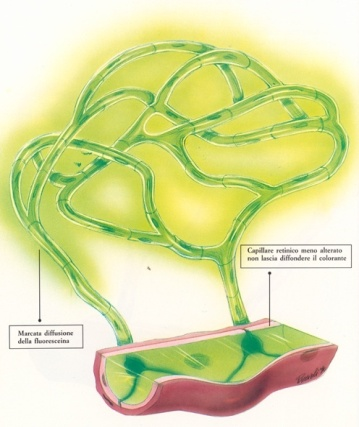 Capillare retinico meno alterato
non lascia diffondere il colorante
Marcata diffusione
della fluoresceina